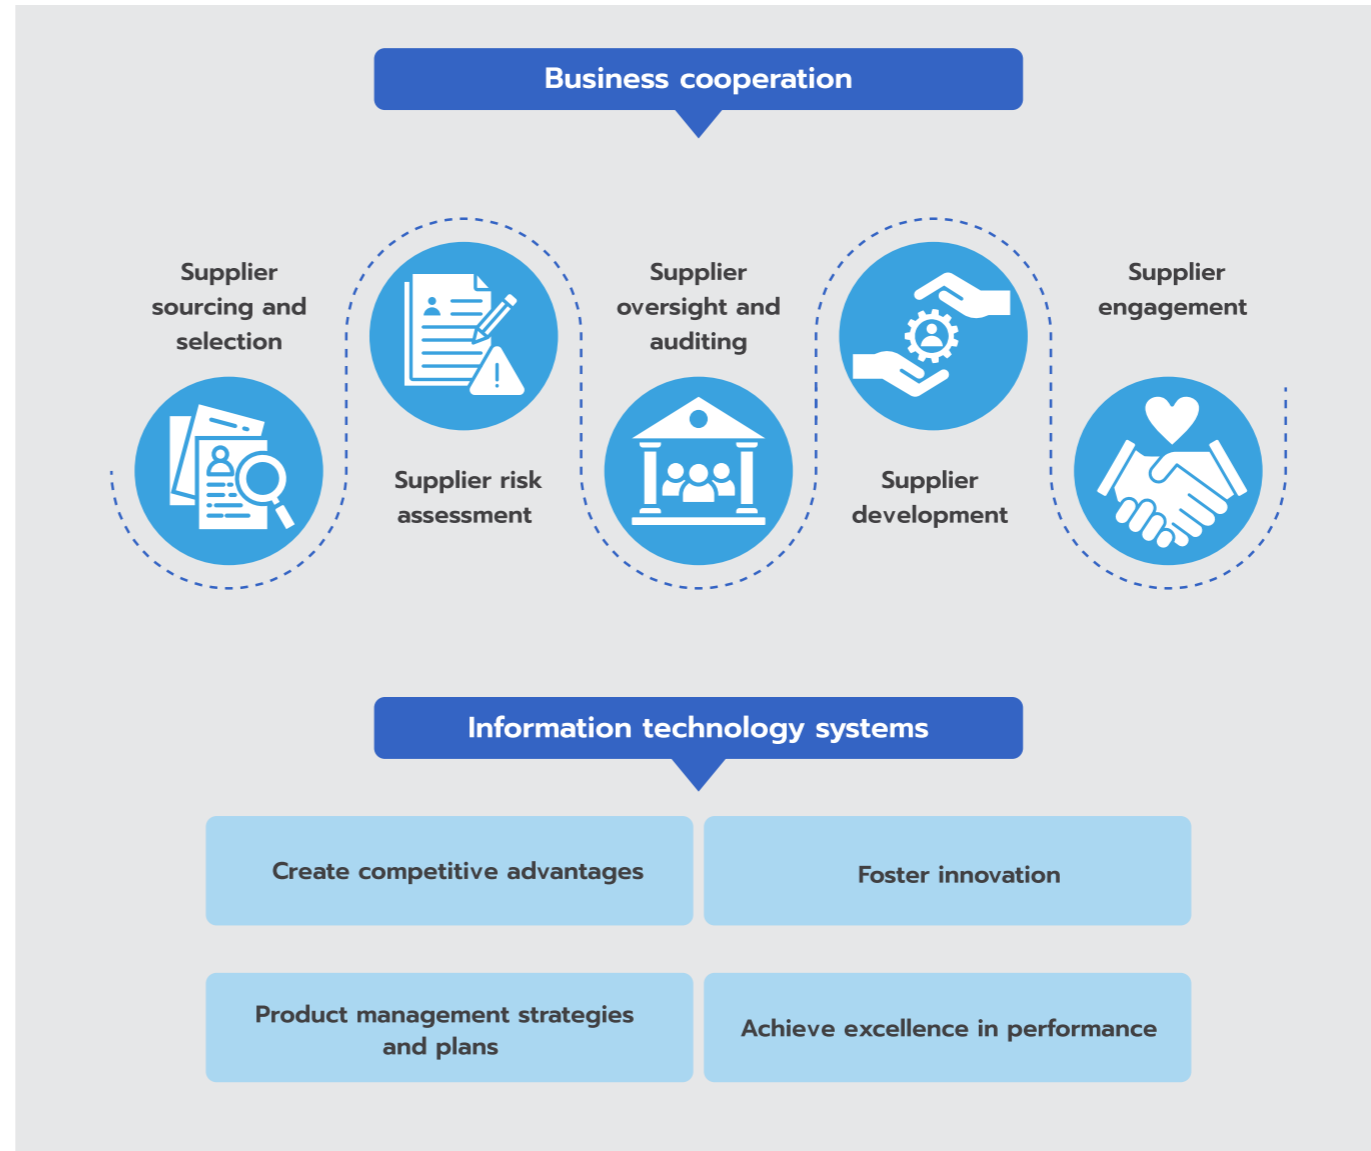 Business cooperation
Supplier
sourcing and
selection
Supplier risk
assessment
Supplier
oversight and
auditing
Supplier
development
Supplier
engagement
Information technology systems
Create competitive advantages
Foster innovation
Product management strategies
and plans
Achieve excellence in performance